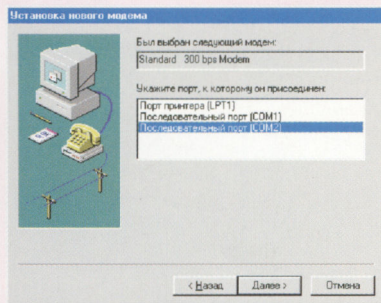 Установка нового модема
Был выбран следующий модем:
Standard 300 bps Modem
Укажите порт, к которому он присоединен:
Порт принтера (LPT1)
Последовательный порт (COM1)
Последовательный порт (COM2)
< Назад
Далее >
Отмена